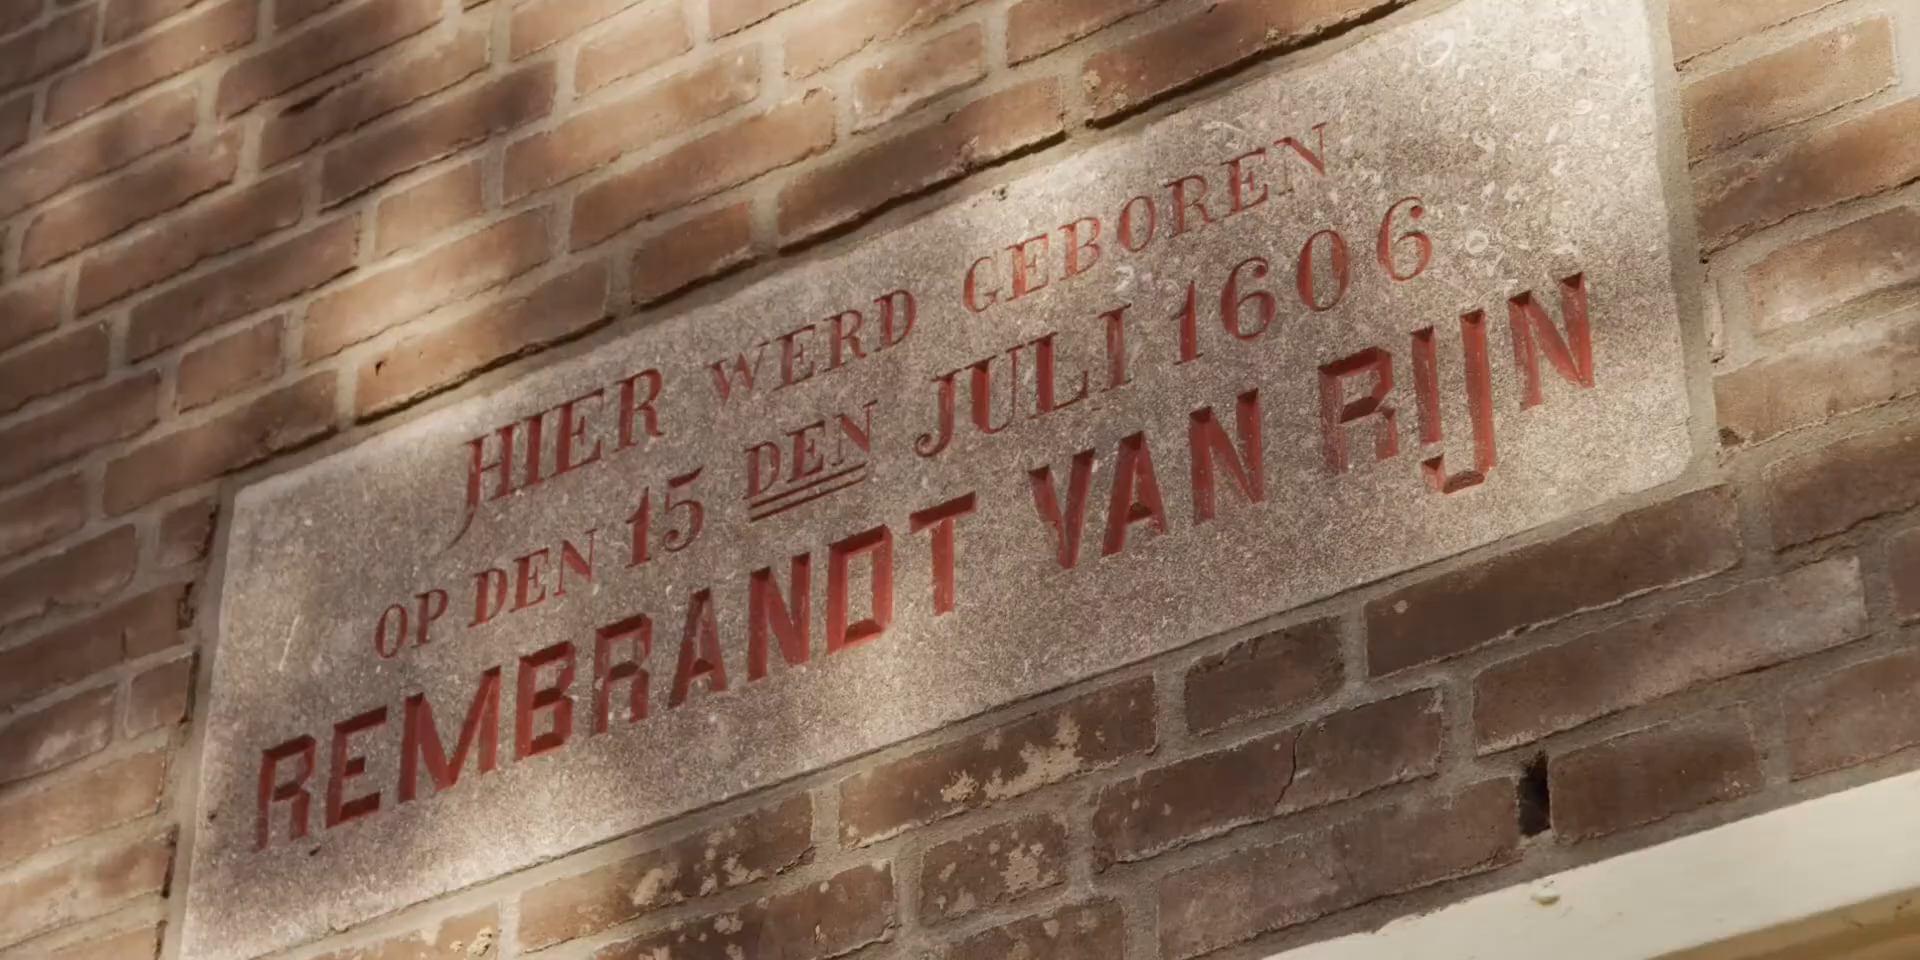 HIER WERD GEBOREN
OP DEN 15 DEN JULI 1606
REMBRANDT VAN RIJN